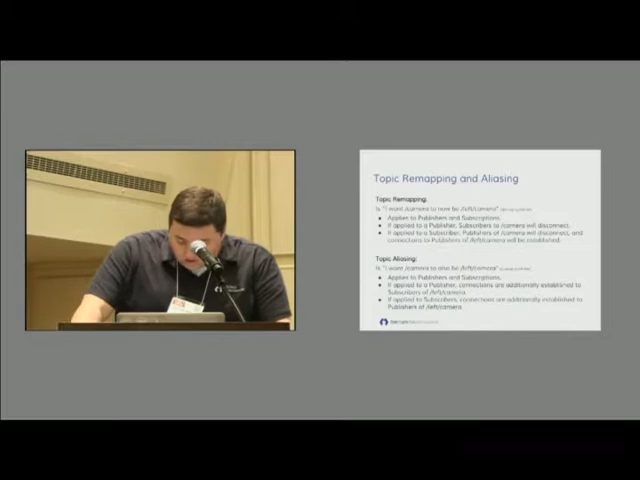 Topic Remapping and Aliasing
Topic Remapping:
Is "I want /camera to now be /left/camera"
● Applies to Publishers and Subscriptions.
● If applied to a Publisher, Subscribers to /camera will disconnect.
● If applied to a Subscriber, Publishers of /camera will disconnect, and
connections to Publishers of /left/camera will be established.
Topic Aliasing:
Is "I want /camera to also be /left/camera"
● Applies to Publishers and Subscriptions.
● If applied to a Publisher, connections are additionally established to
Subscribers of /left/camera.
● If applied to Subscribers, connections are additionally established to
Publishers of /left/camera.